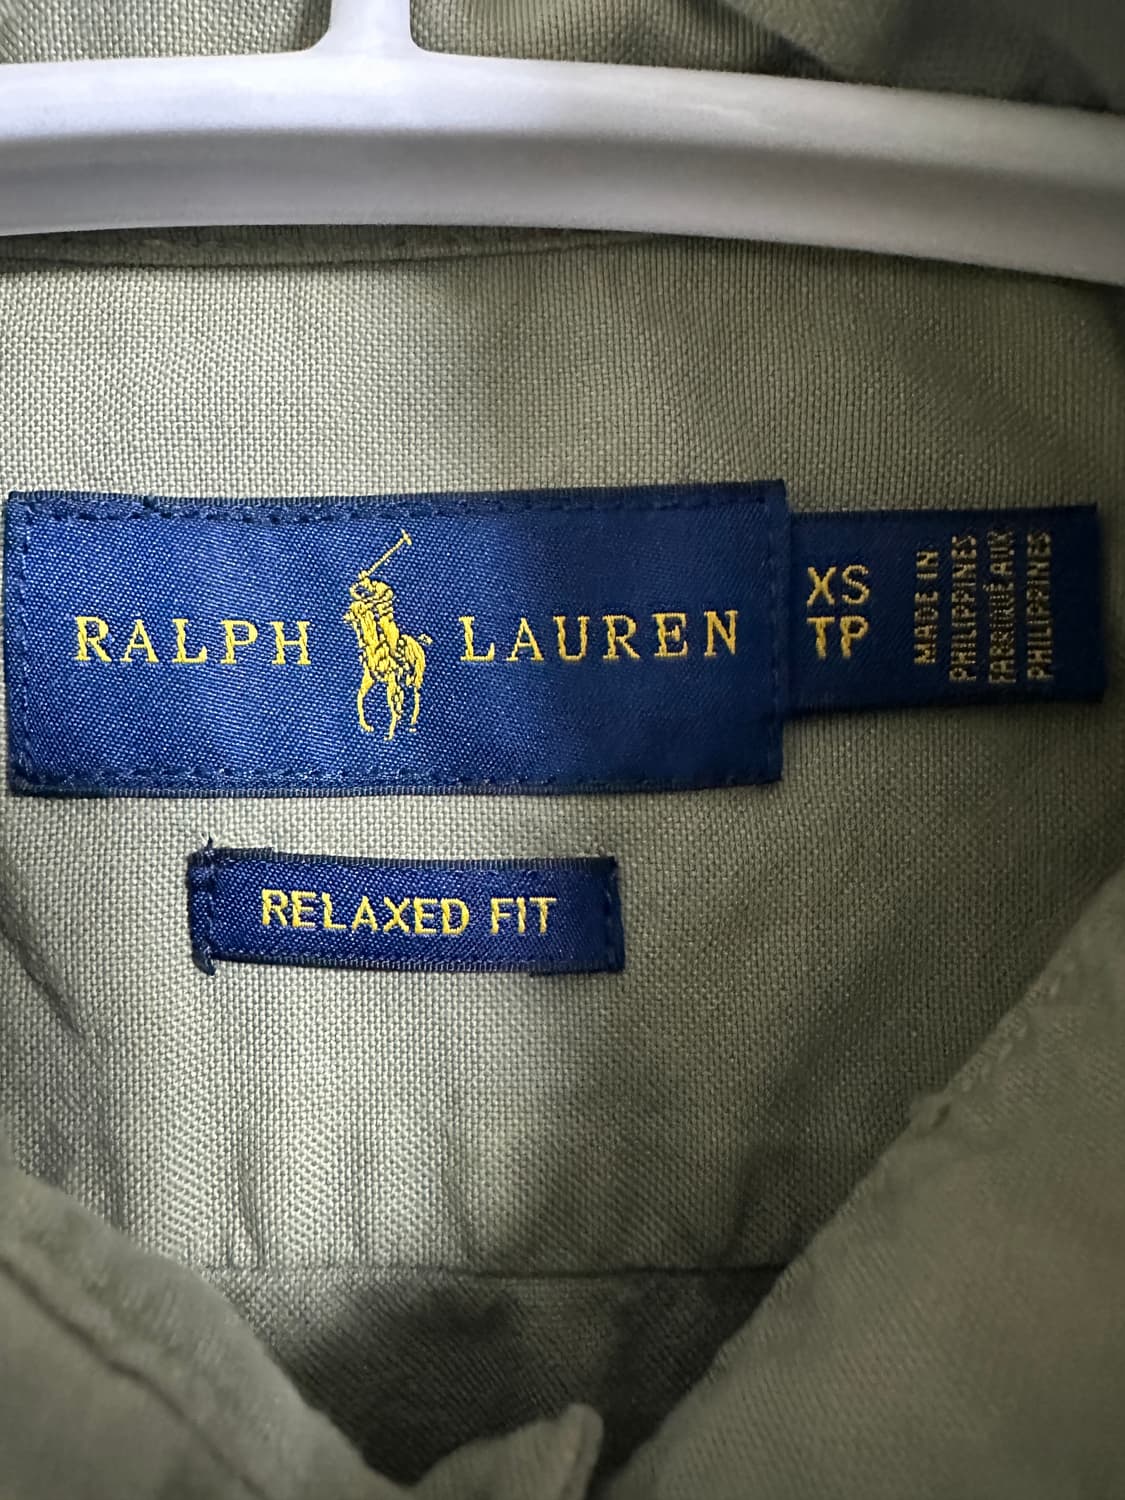 RALPH LAUREN
XS
TP
MADE IN
PHILIPPINES
FABRIQUÉ AUX
PHILIPPINES
RELAXED FIT